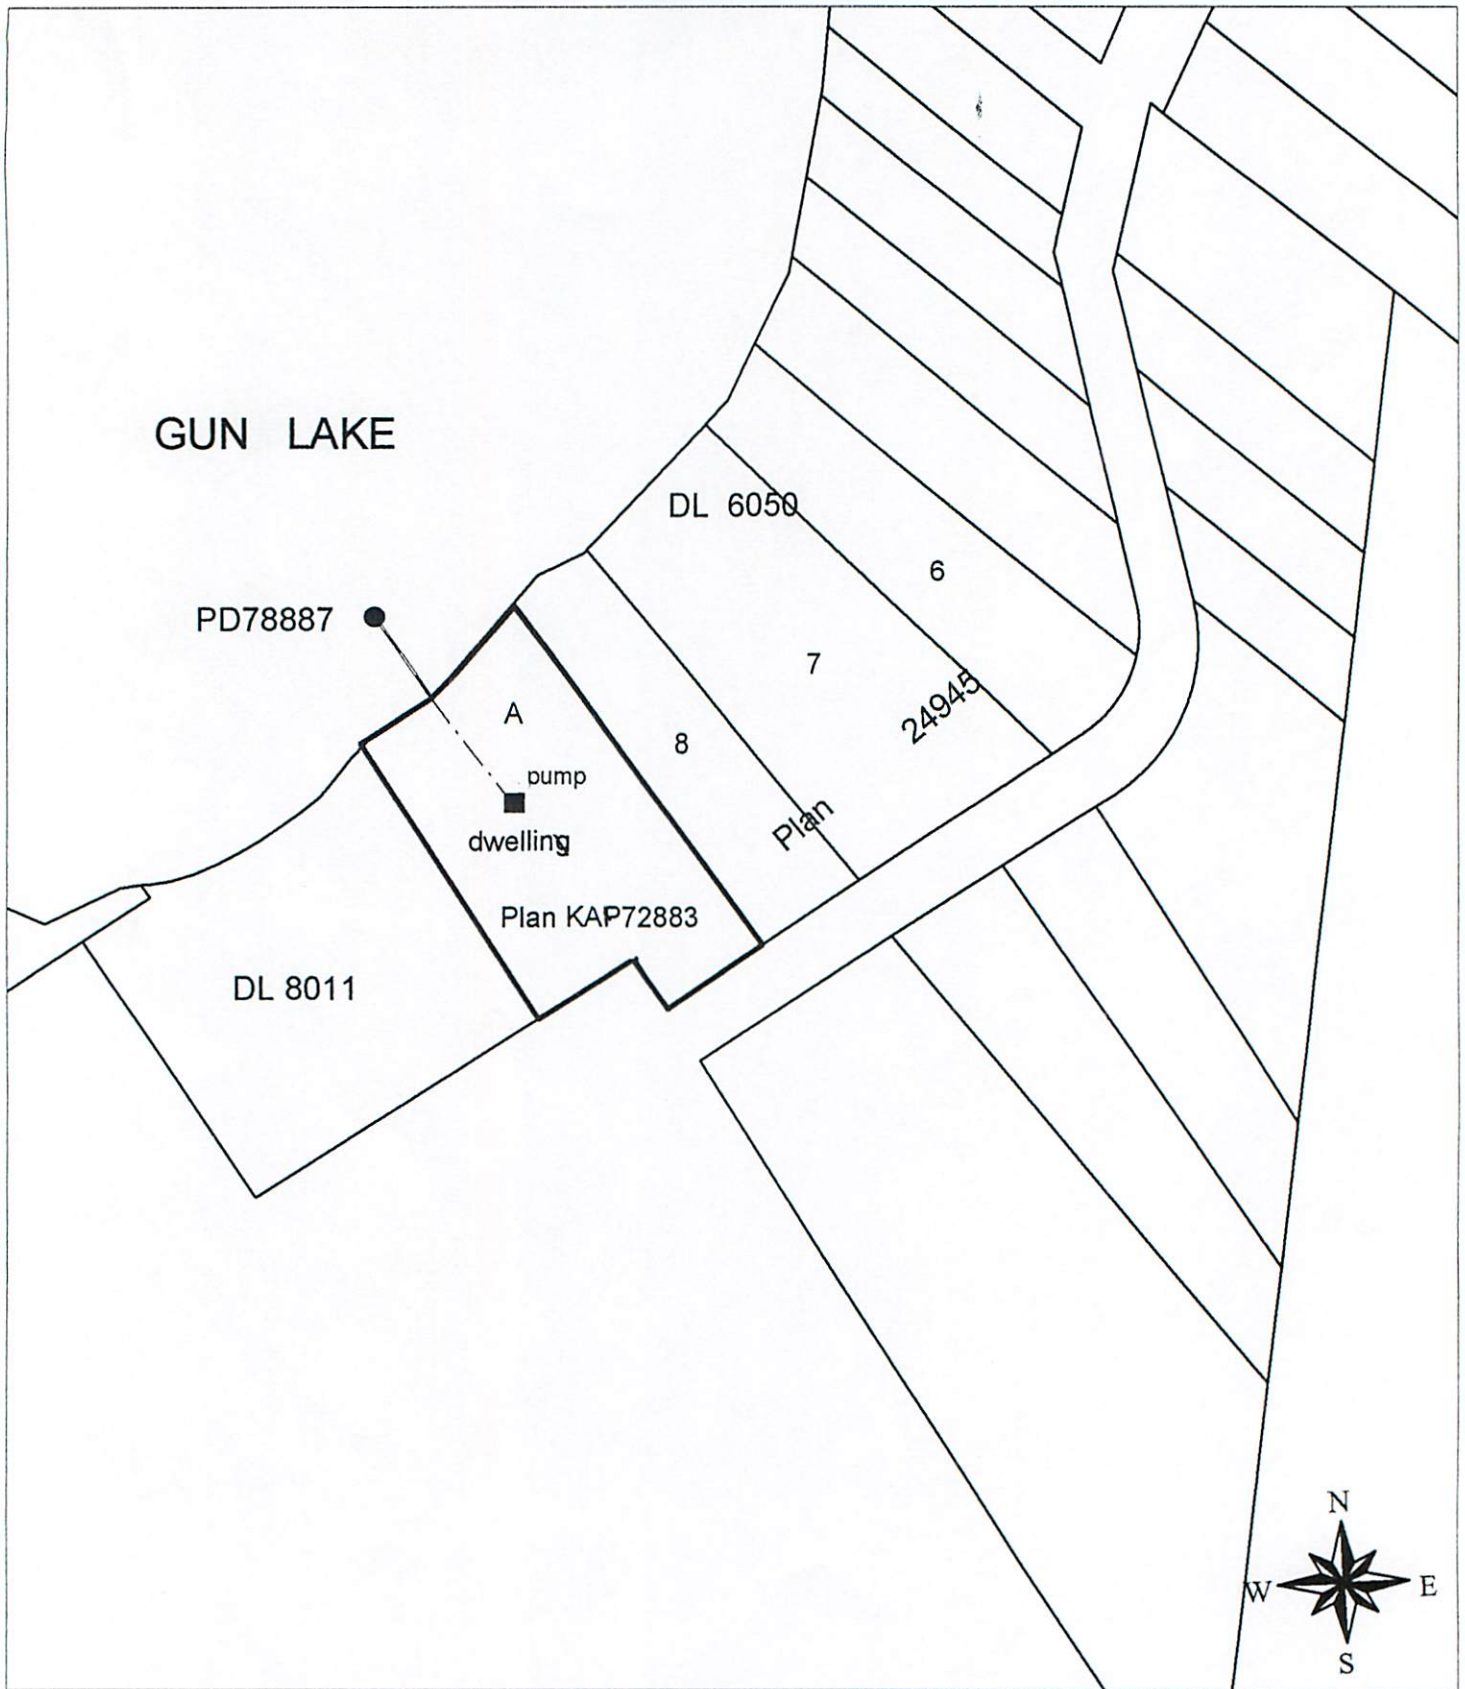 GUN LAKE
DL 6050
6
PD78887
7
24945
A
8
pump
Plan
dwelling
Plan KAP72883
DL 8011
N
W
E
S